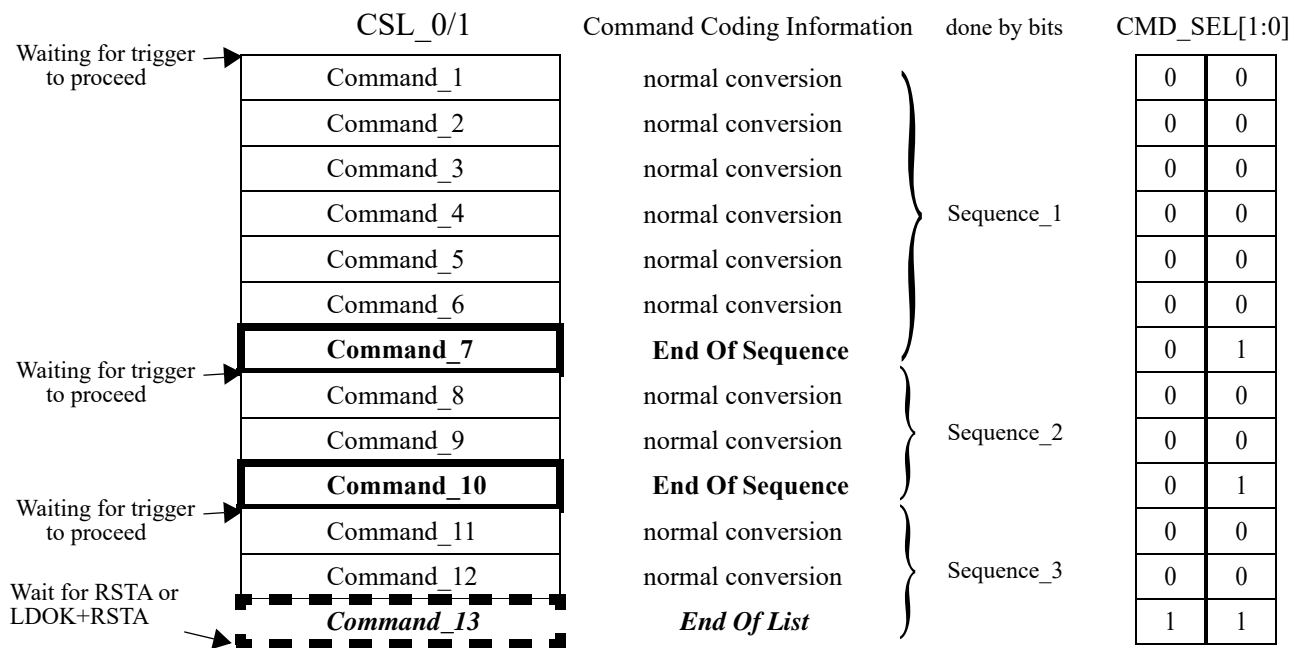 CSL_0/1 Command Coding Information done by bits CMD_SEL[1:0]
Waiting for trigger
to proceed
Command_1 normal conversion 0 0
Command_2 normal conversion 0 0
Command_3 normal conversion 0 0
Command_4 normal conversion Sequence_1 0 0
Command_5 normal conversion 0 0
Command_6 normal conversion 0 0
Command_7 End Of Sequence 0 1
Waiting for trigger
to proceed
Command_8 normal conversion 0 0
Command_9 normal conversion Sequence_2 0 0
Command_10 End Of Sequence 0 1
Waiting for trigger
to proceed
Command_11 normal conversion 0 0
Command_12 normal conversion Sequence_3 0 0
Wait for RSTA or
LDOK+RSTA
Command_13 End Of List 1 1